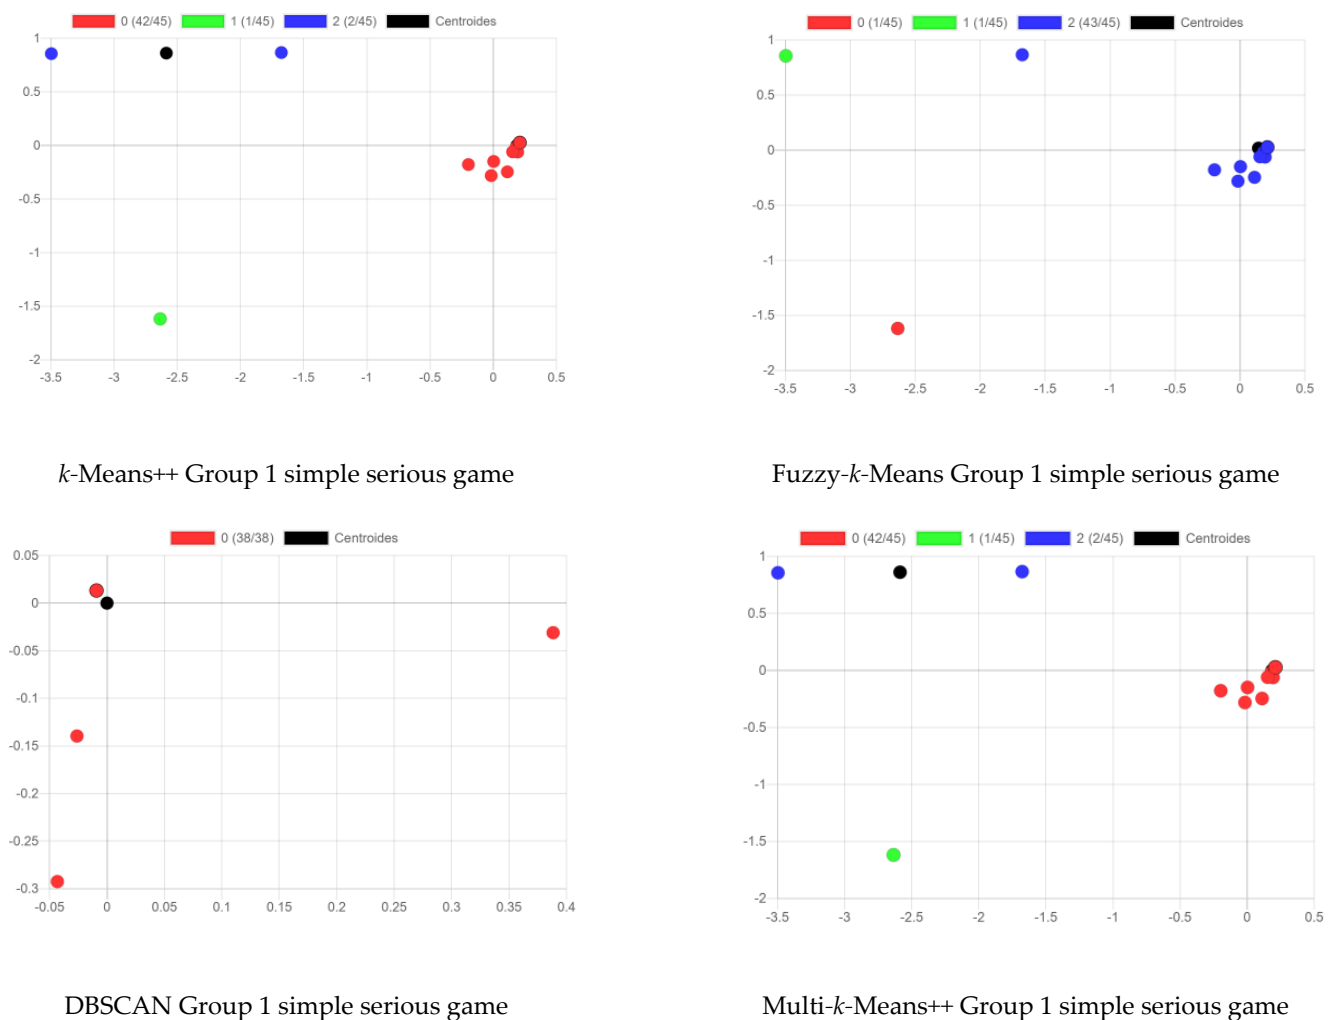 0 (42/45) 1 (1/45) 2 (2/45) Centroides
1
0.5
0
-0.5
-1
-1.5
-2
-3.5 -3 -2.5 -2 -1.5 -1 -0.5 0 0.5
k-Means++ Group 1 simple serious game
0 (1/45) 1 (1/45) 2 (43/45) Centroides
1
0.5
0
-0.5
-1
-1.5
-2
-3.5 -3 -2.5 -2 -1.5 -1 -0.5 0 0.5
Fuzzy-k-Means Group 1 simple serious game
0 (38/38) Centroides
0.05
0
-0.05
-0.1
-0.15
-0.2
-0.25
-0.3
-0.05 0 0.05 0.1 0.15 0.2 0.25 0.3 0.35 0.4
DBSCAN Group 1 simple serious game
0 (42/45) 1 (1/45) 2 (2/45) Centroides
1
0.5
0
-0.5
-1
-1.5
-2
-3.5 -3 -2.5 -2 -1.5 -1 -0.5 0 0.5
Multi-k-Means++ Group 1 simple serious game